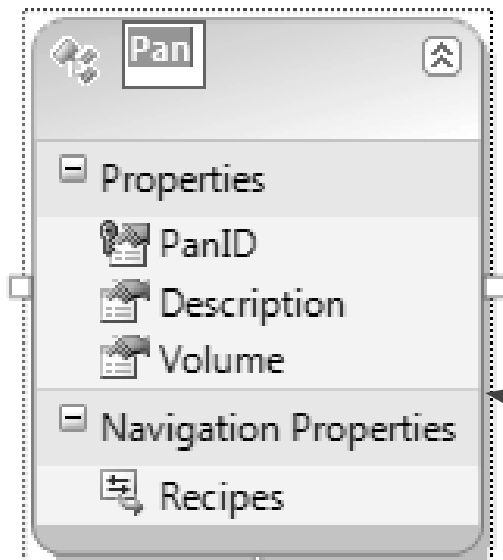 Pan
Properties
PanID
Description
Volume
Navigation Properties
Recipes